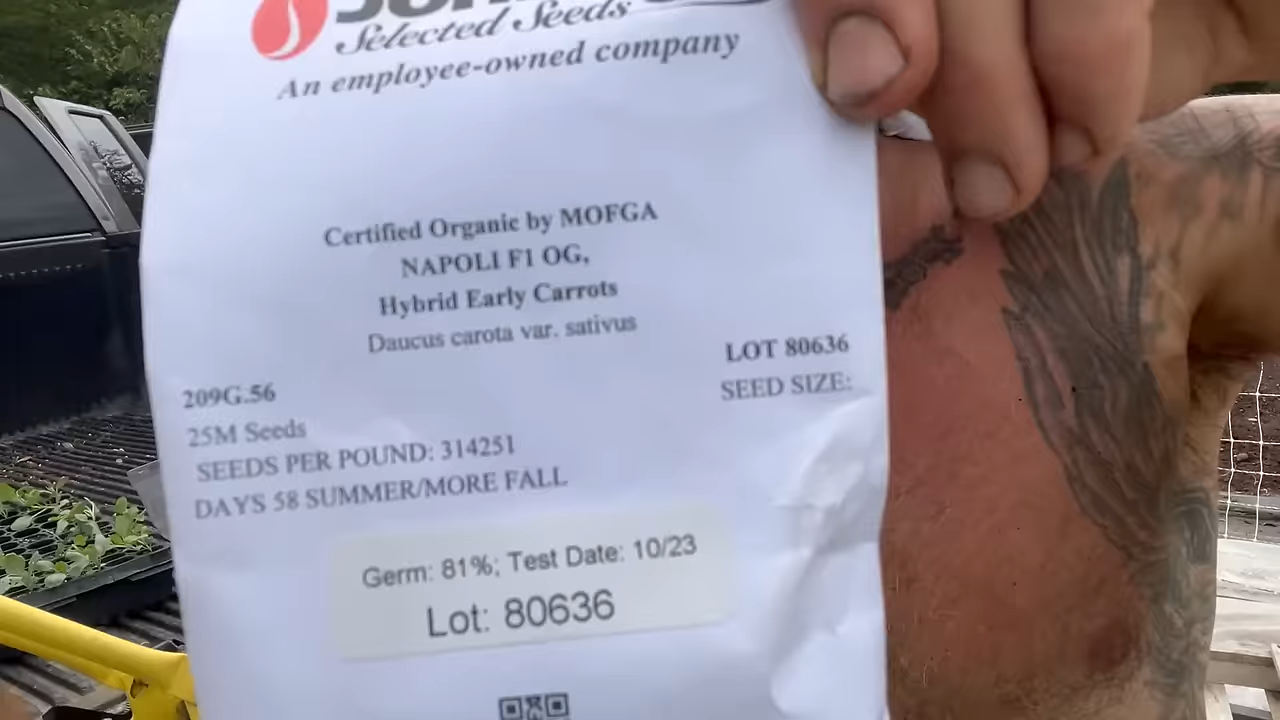 Selected Seeds
An employee-owned company
Certified Organic by MOFGA
NAPOLI F1 OG,
Hybrid Early Carrots
Daucus carota var. sativus
LOT 80636
SEED SIZE:
209G.56
25M Seeds
SEEDS PER POUND: 314251
DAYS 58 SUMMER/MORE FALL
Germ: 81%; Test Date: 10/23
Lot: 80636